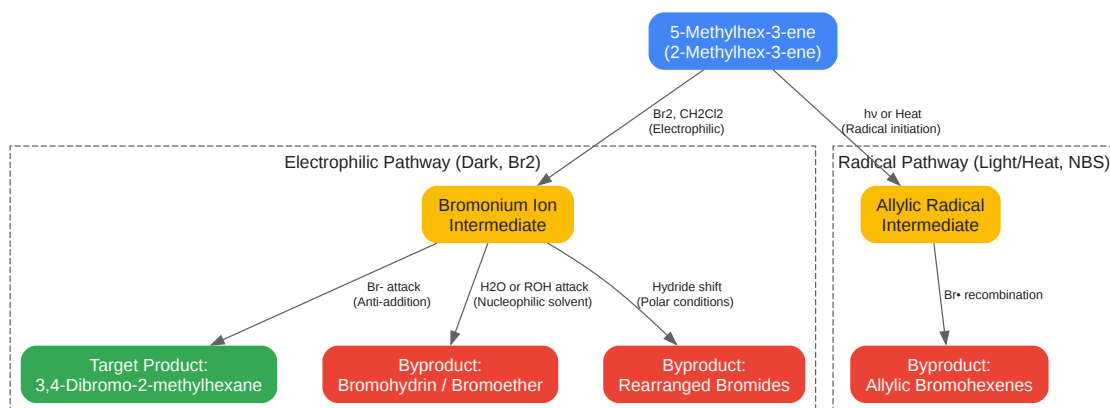 5-Methylhex-3-ene
(2-Methylhex-3-ene)
Br2, CH2Cl2
(Electrophilic)
hν or Heat
(Radical initiation)
Electrophilic Pathway (Dark, Br2)
Radical Pathway (Light/Heat, NBS)
Bromonium Ion
Intermediate
Allylic Radical
Intermediate
Br- attack
(Anti-addition)
H2O or ROH attack
(Nucleophilic solvent)
Hydride shift
(Polar conditions)
Br• recombination
Target Product:
3,4-Dibromo-2-methylhexane
Byproduct:
Bromohydrin / Bromoether
Byproduct:
Rearranged Bromides
Byproduct:
Allylic Bromohexenes